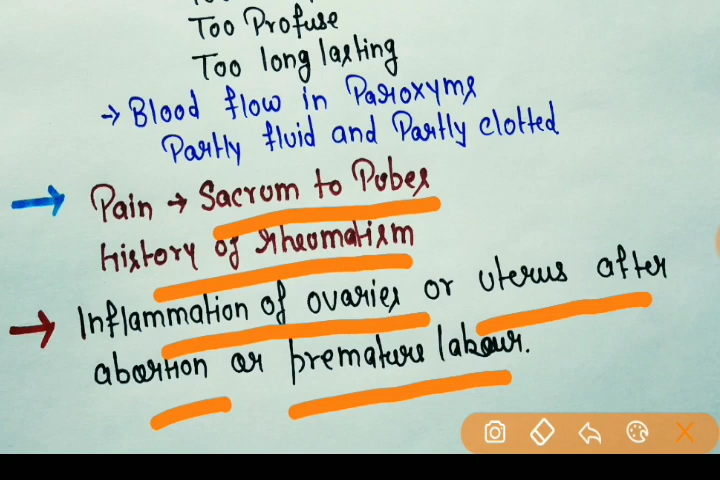 Too Profuse
Too long lasting
→ Blood flow in Paroxyms
Partly fluid and Partly clotted
→ Pain → Sacrum to Pubes
history of rheumatism
→ Inflammation of ovaries or uterus after
abortion or premature labour.